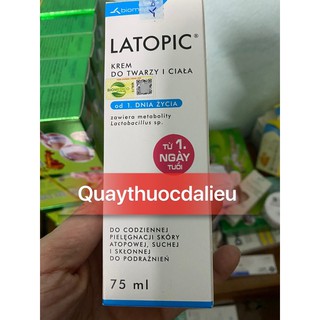 biomed
LATOPIC®
KREM
DO TWARZY I CIAŁA
od 1. DNIA ŻYCIA
zawiera metabolity
Lactobacillus sp.
TỪ 1.
NGÀY
TUỔI
Quaythuocdalieu
DO CODZIENNEJ
PIELĘGNACJI SKÓRY
ATOPOWEJ, SUCHEJ
I SKŁONNEJ
DO PODRAŻNIEŃ
75 ml